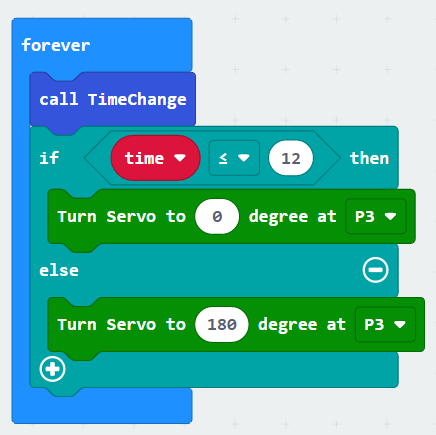 forever
call TimeChange
if time ≤ 12 then
Turn Servo to 0 degree at P3
else
Turn Servo to 180 degree at P3